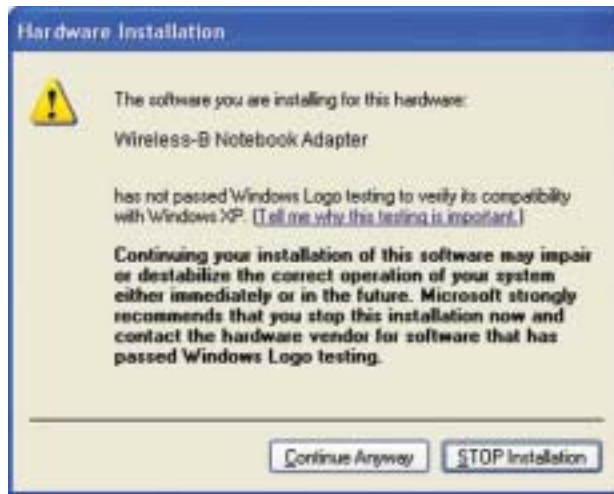 Hardware Installation
The software you are installing for this hardware:
Wireless-B Notebook Adapter
has not passed Windows Logo testing to verify its compatibility
with Windows XP. (Tell me why this testing is important.)
Continuing your installation of this software may impair
or destabilize the correct operation of your system
either immediately or in the future. Microsoft strongly
recommends that you stop this installation now and
contact the hardware vendor for software that has
passed Windows Logo testing.
Continue Anyway
STOP Installation